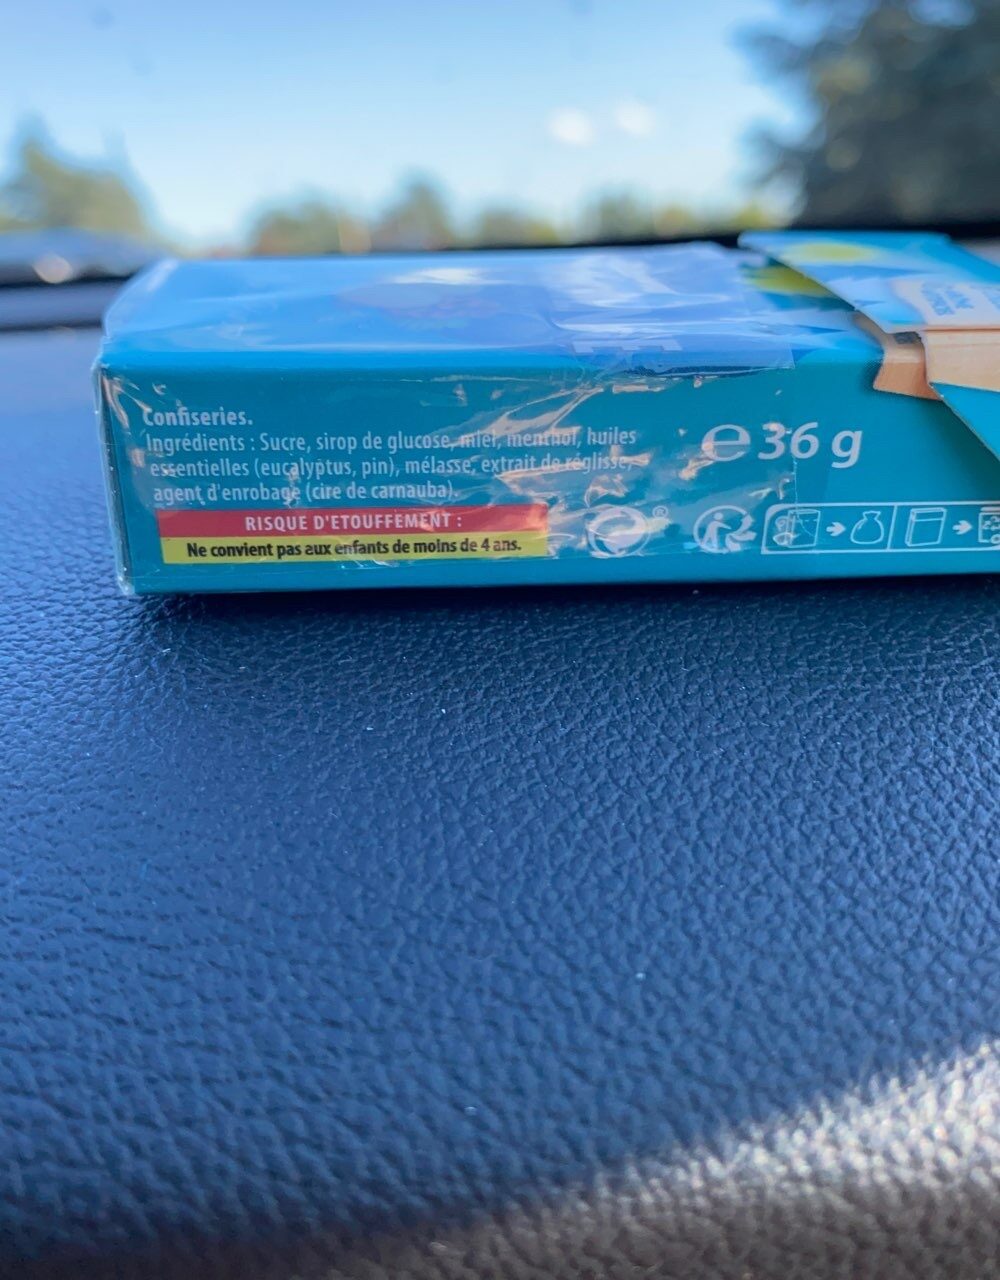 Confiseries.
Ingrédients : Sucre, sirop de glucose, miel, menthol, huiles
essentielles (eucalyptus, pin), mélasse, extrait de réglisse,
agent d'enrobage (cire de carnauba).
RISQUE D'ETOUFFEMENT :
Ne convient pas aux enfants de moins de 4 ans.
℮ 36 g
®